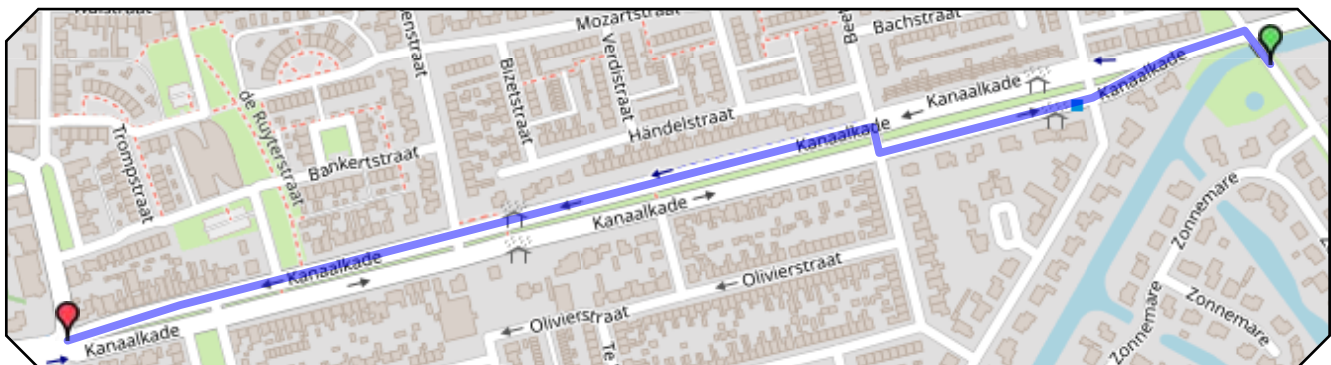 Mozartstraat
Bachstraat
Verdistraat
Bizetstraat
Kanaalkade
Kanaalkade
de Ruyterstraat
Händelstraat
Kanaalkade
Trompstraat
Bankertstraat
Kanaalkade
Zonnemare
Kanaalkade
Olivierstraat
Zonnemare
Olivierstraat
Kanaalkade
Zonnemare
Te